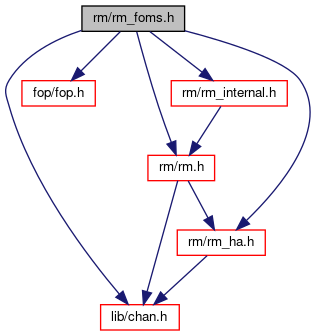 rm/rm_foms.h
fop/fop.h
rm/rm_internal.h
rm/rm.h
rm/rm_ha.h
lib/chan.h